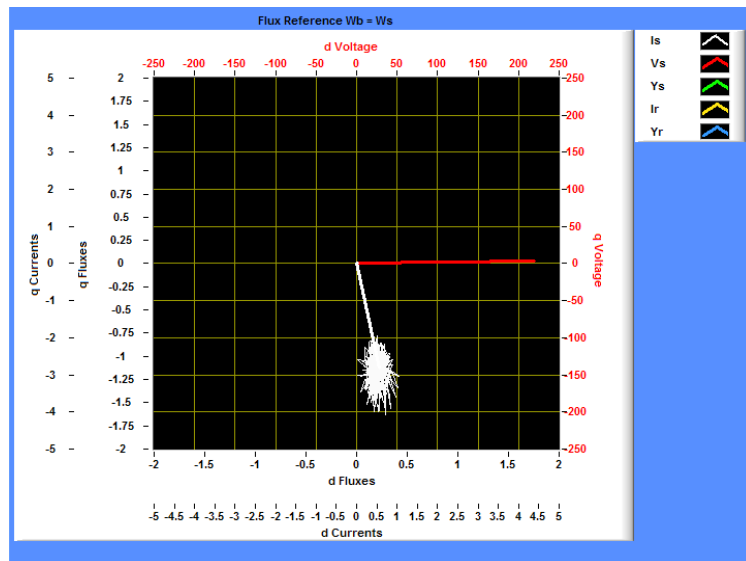 Flux Reference Wb = Ws
d Voltage
-250 -200 -150 -100 -50 0 50 100 150 200 250
Is
Vs
Ys
Ir
Yr
5 4 3 2 1 0 -1 -2 -3 -4 -5
q Currents
2 1.75 1.5 1.25 1 0.75 0.5 0.25 0 -0.25 -0.5 -0.75 -1 -1.25 -1.5 -1.75 -2
q Fluxes
250 200 150 100 50 0 -50 -100 -150 -200 -250
q Voltage
-2 -1.5 -1 -0.5 0 0.5 1 1.5 2
d Fluxes
-5 -4.5 -4 -3.5 -3 -2.5 -2 -1.5 -1 -0.5 0 0.5 1 1.5 2 2.5 3 3.5 4 4.5 5
d Currents